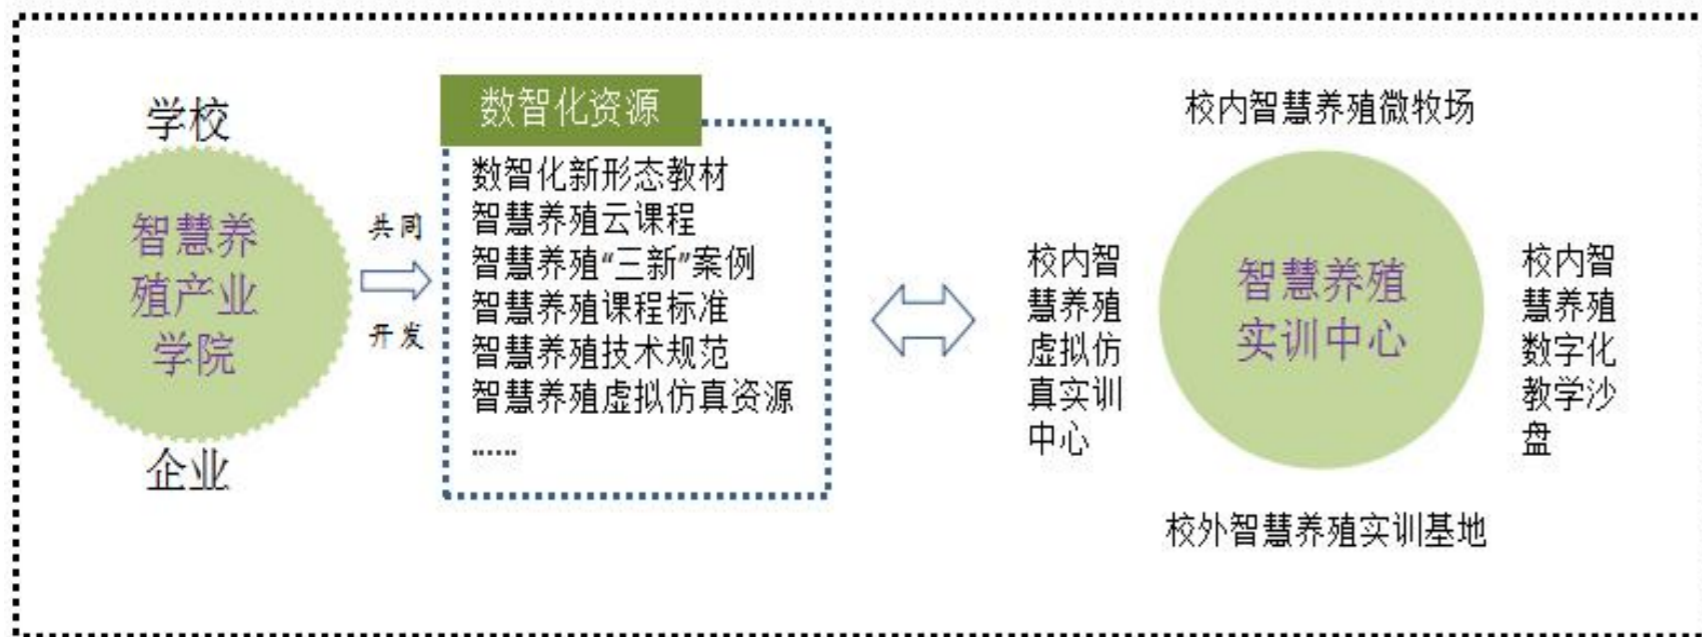 学校
智慧养
殖产业
学院
企业
共同
开发
数智化资源
数智化新形态教材
智慧养殖云课程
智慧养殖“三新”案例
智慧养殖课程标准
智慧养殖技术规范
智慧养殖虚拟仿真资源
……
校内智慧养殖微牧场
校内智
慧养殖
虚拟仿
真实训
中心
智慧养殖
实训中心
校内智
慧养殖
数字化
教学沙
盘
校外智慧养殖实训基地